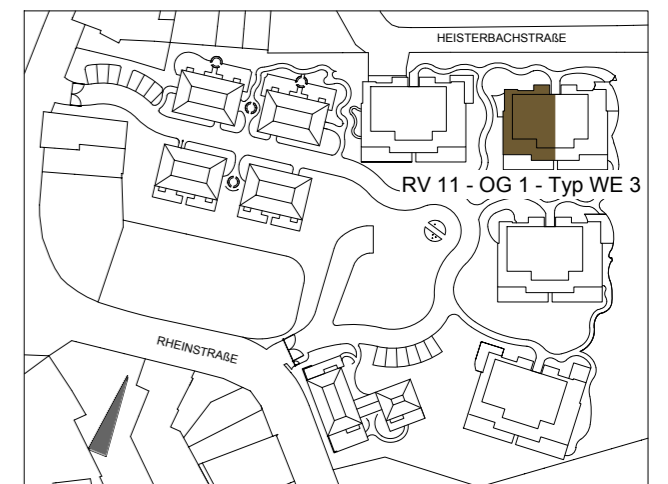 HEISTERBACHSTRAßE
RV 11 - OG 1 - Typ WE 3
RHEINSTRAßE